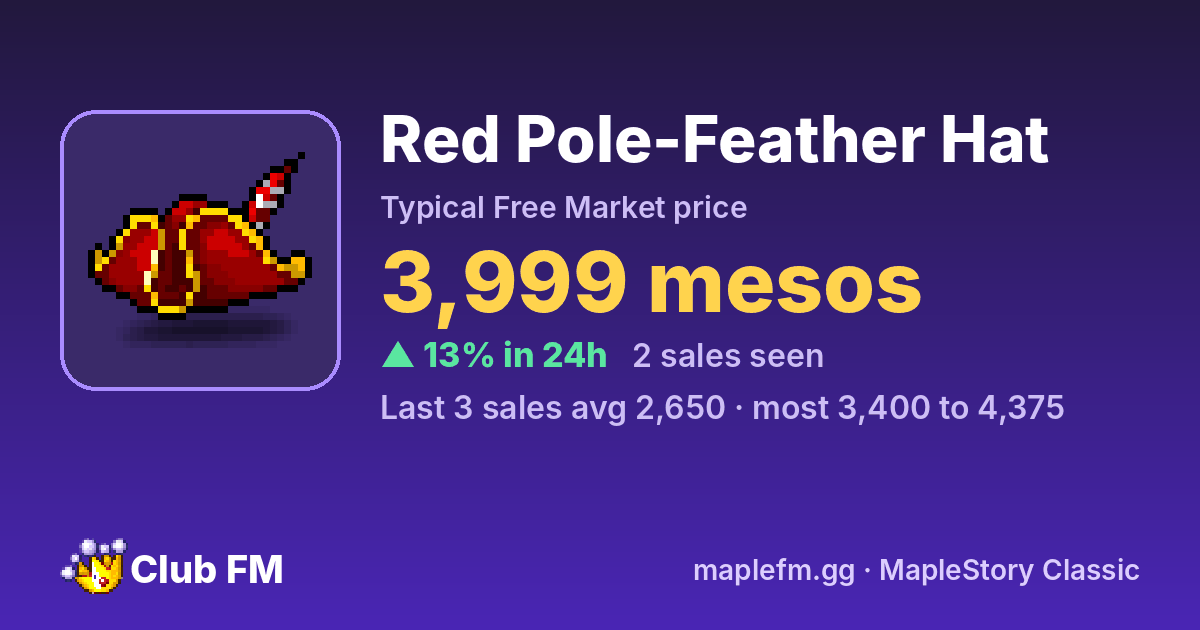 Red Pole-Feather Hat
Typical Free Market price
3,999 mesos
▲ 13% in 24h 2 sales seen
Last 3 sales avg 2,650 · most 3,400 to 4,375
Club FM
maplefm.gg · MapleStory Classic